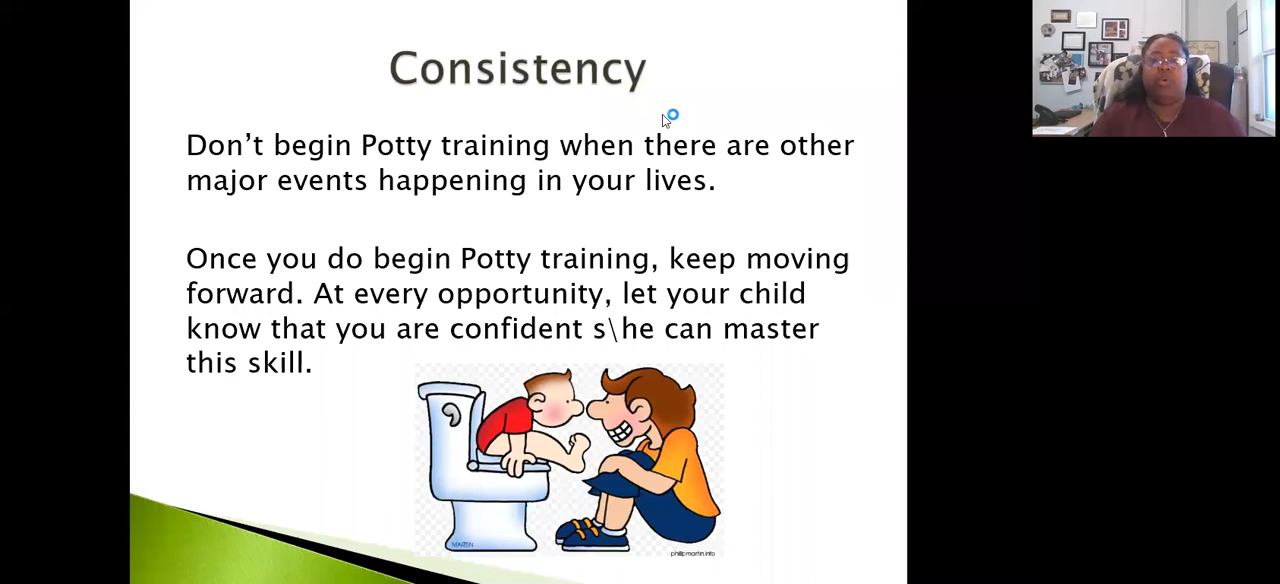 Consistency
Don’t begin Potty training when there are other
major events happening in your lives.
Once you do begin Potty training, keep moving
forward. At every opportunity, let your child
know that you are confident s\he can master
this skill.
MARTIN
philipmartin.info